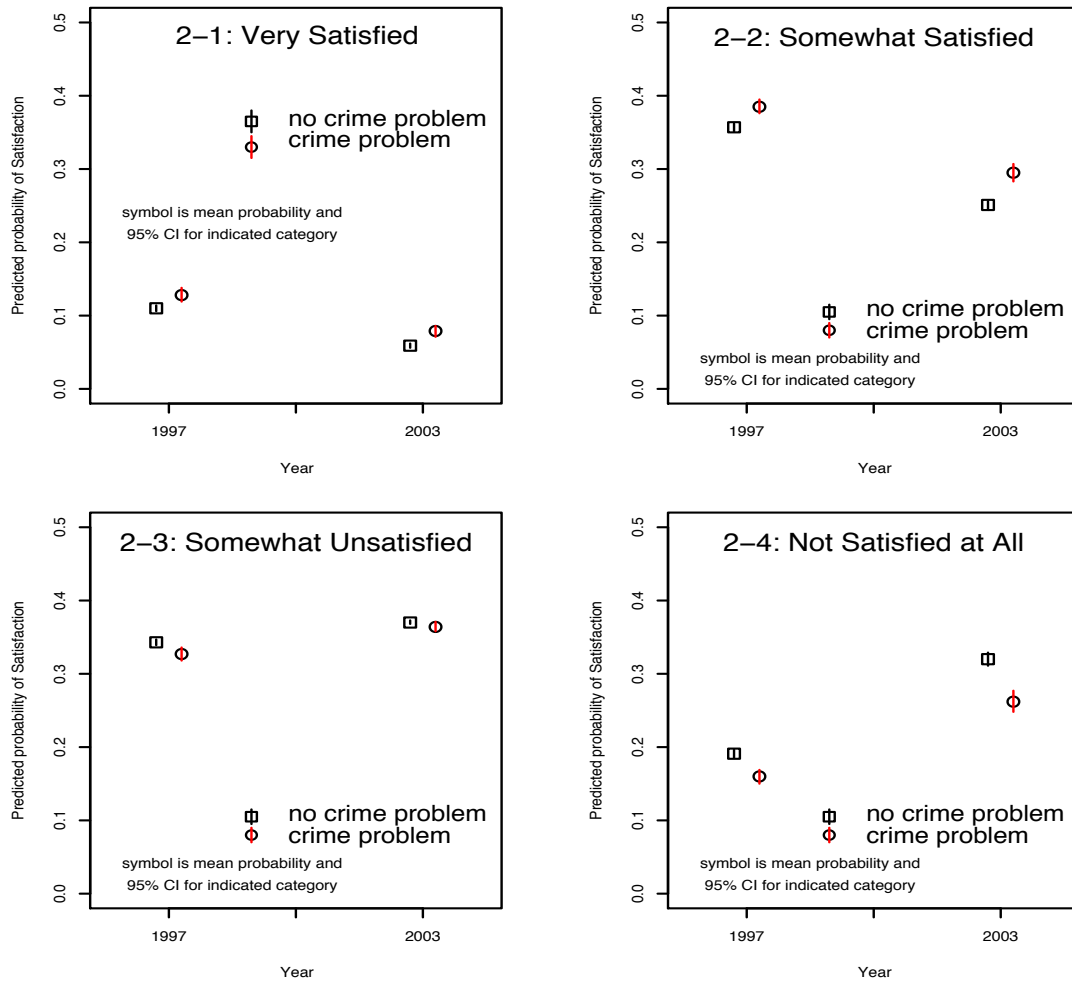 2−1: Very Satisfied
no crime problem
crime problem
symbol is mean probability and
95% CI for indicated category
Predicted probability of Satisfaction
0.5
0.4
0.3
0.2
0.1
0.0
1997
2003
Year
2−2: Somewhat Satisfied
no crime problem
crime problem
symbol is mean probability and
95% CI for indicated category
Predicted probability of Satisfaction
0.5
0.4
0.3
0.2
0.1
0.0
1997
2003
Year
2−3: Somewhat Unsatisfied
no crime problem
crime problem
symbol is mean probability and
95% CI for indicated category
Predicted probability of Satisfaction
0.5
0.4
0.3
0.2
0.1
0.0
1997
2003
Year
2−4: Not Satisfied at All
no crime problem
crime problem
symbol is mean probability and
95% CI for indicated category
Predicted probability of Satisfaction
0.5
0.4
0.3
0.2
0.1
0.0
1997
2003
Year